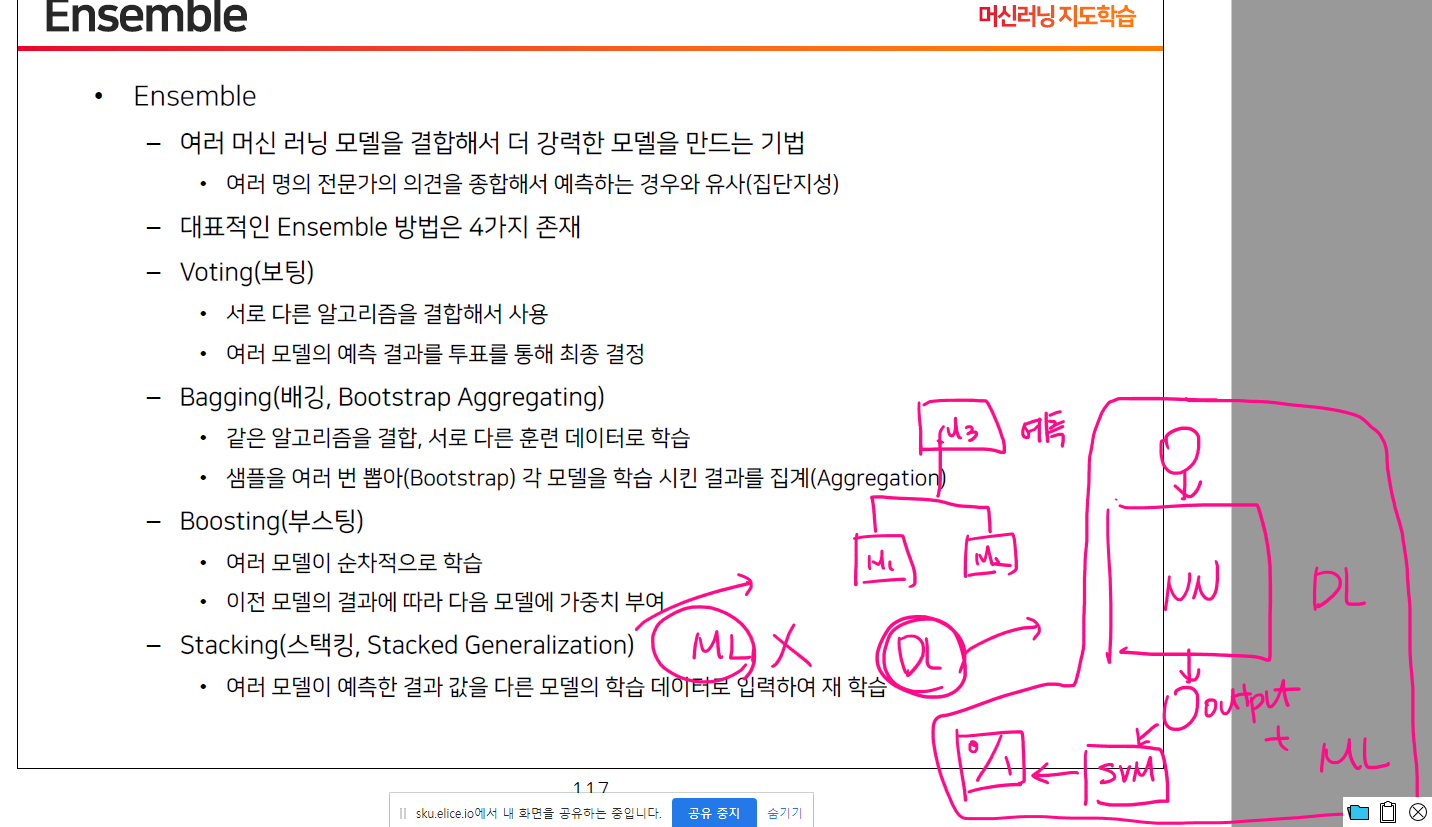 Ensemble
머신러닝 지도학습
• Ensemble
– 여러 머신 러닝 모델을 결합해서 더 강력한 모델을 만드는 기법
• 여러 명의 전문가의 의견을 종합해서 예측하는 경우와 유사(집단지성)
– 대표적인 Ensemble 방법은 4가지 존재
– Voting(보팅)
• 서로 다른 알고리즘을 결합해서 사용
• 여러 모델의 예측 결과를 투표를 통해 최종 결정
– Bagging(배깅, Bootstrap Aggregating)
• 같은 알고리즘을 결합, 서로 다른 훈련 데이터로 학습
• 샘플을 여러 번 뽑아(Bootstrap) 각 모델을 학습 시킨 결과를 집계(Aggregation)
– Boosting(부스팅)
• 여러 모델이 순차적으로 학습
• 이전 모델의 결과에 따라 다음 모델에 가중치 부여
– Stacking(스택킹, Stacked Generalization)
• 여러 모델이 예측한 결과 값을 다른 모델의 학습 데이터로 입력하여 재 학습
M3 예측
M1 M2
ML X
DL
NN
DL
output
+
ML
SVM
0/1
117
sku.elice.io에서 내 화면을 공유하는 중입니다. 공유 중지 숨기기